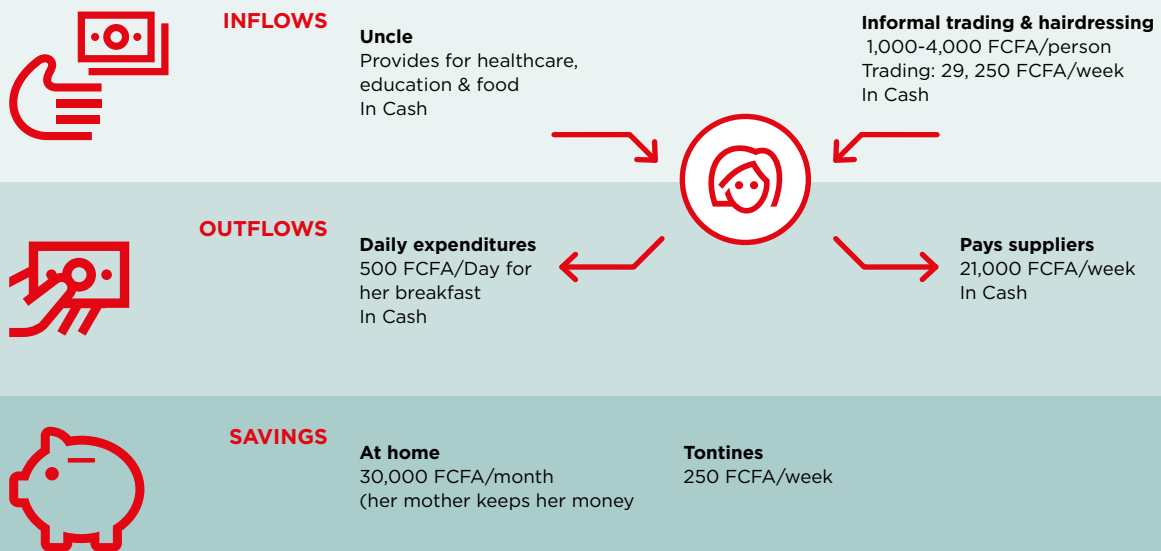 INFLOWS
Uncle
Provides for healthcare,
education & food
In Cash
Informal trading & hairdressing
1,000-4,000 FCFA/person
Trading: 29, 250 FCFA/week
In Cash
OUTFLOWS
Daily expenditures
500 FCFA/Day for
her breakfast
In Cash
Pays suppliers
21,000 FCFA/week
In Cash
SAVINGS
At home
30,000 FCFA/month
(her mother keeps her money
Tontines
250 FCFA/week